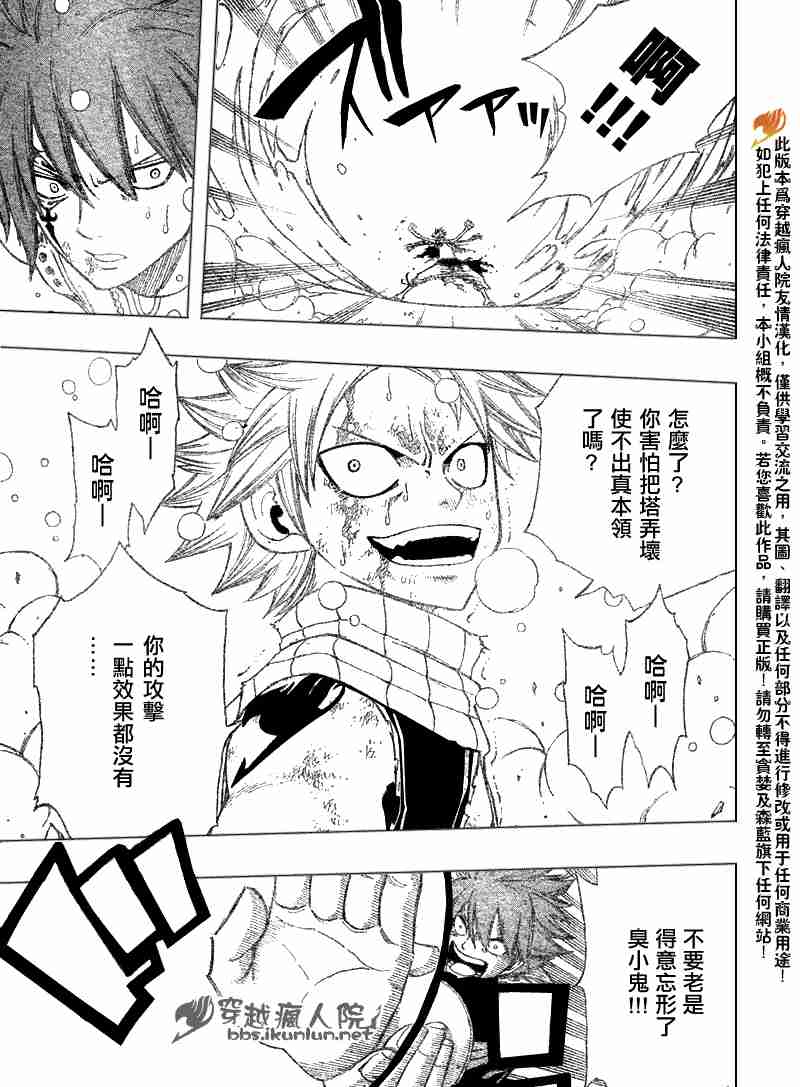 啊
!!!
ァァァッ
怎麼了？
你害怕把塔弄壞
使不出真本領
了嗎？
哈啊—
哈啊—
哈啊—
哈啊—
你的攻擊
一點效果都沒有
……
不要老是
得意忘形了
臭小鬼!!!
穿越瘋人院
bbs.ikunlun.net
此版本爲穿越瘋人院友情漢化，僅供學習交流之用，其圖、翻譯以及任何部分不得進行修改或用于任何商業用途！
如犯上任何法律責任，本小組概不負責。若您喜歡此作品，請購買正版！請勿轉至貪婪及森藍旗下任何網站！